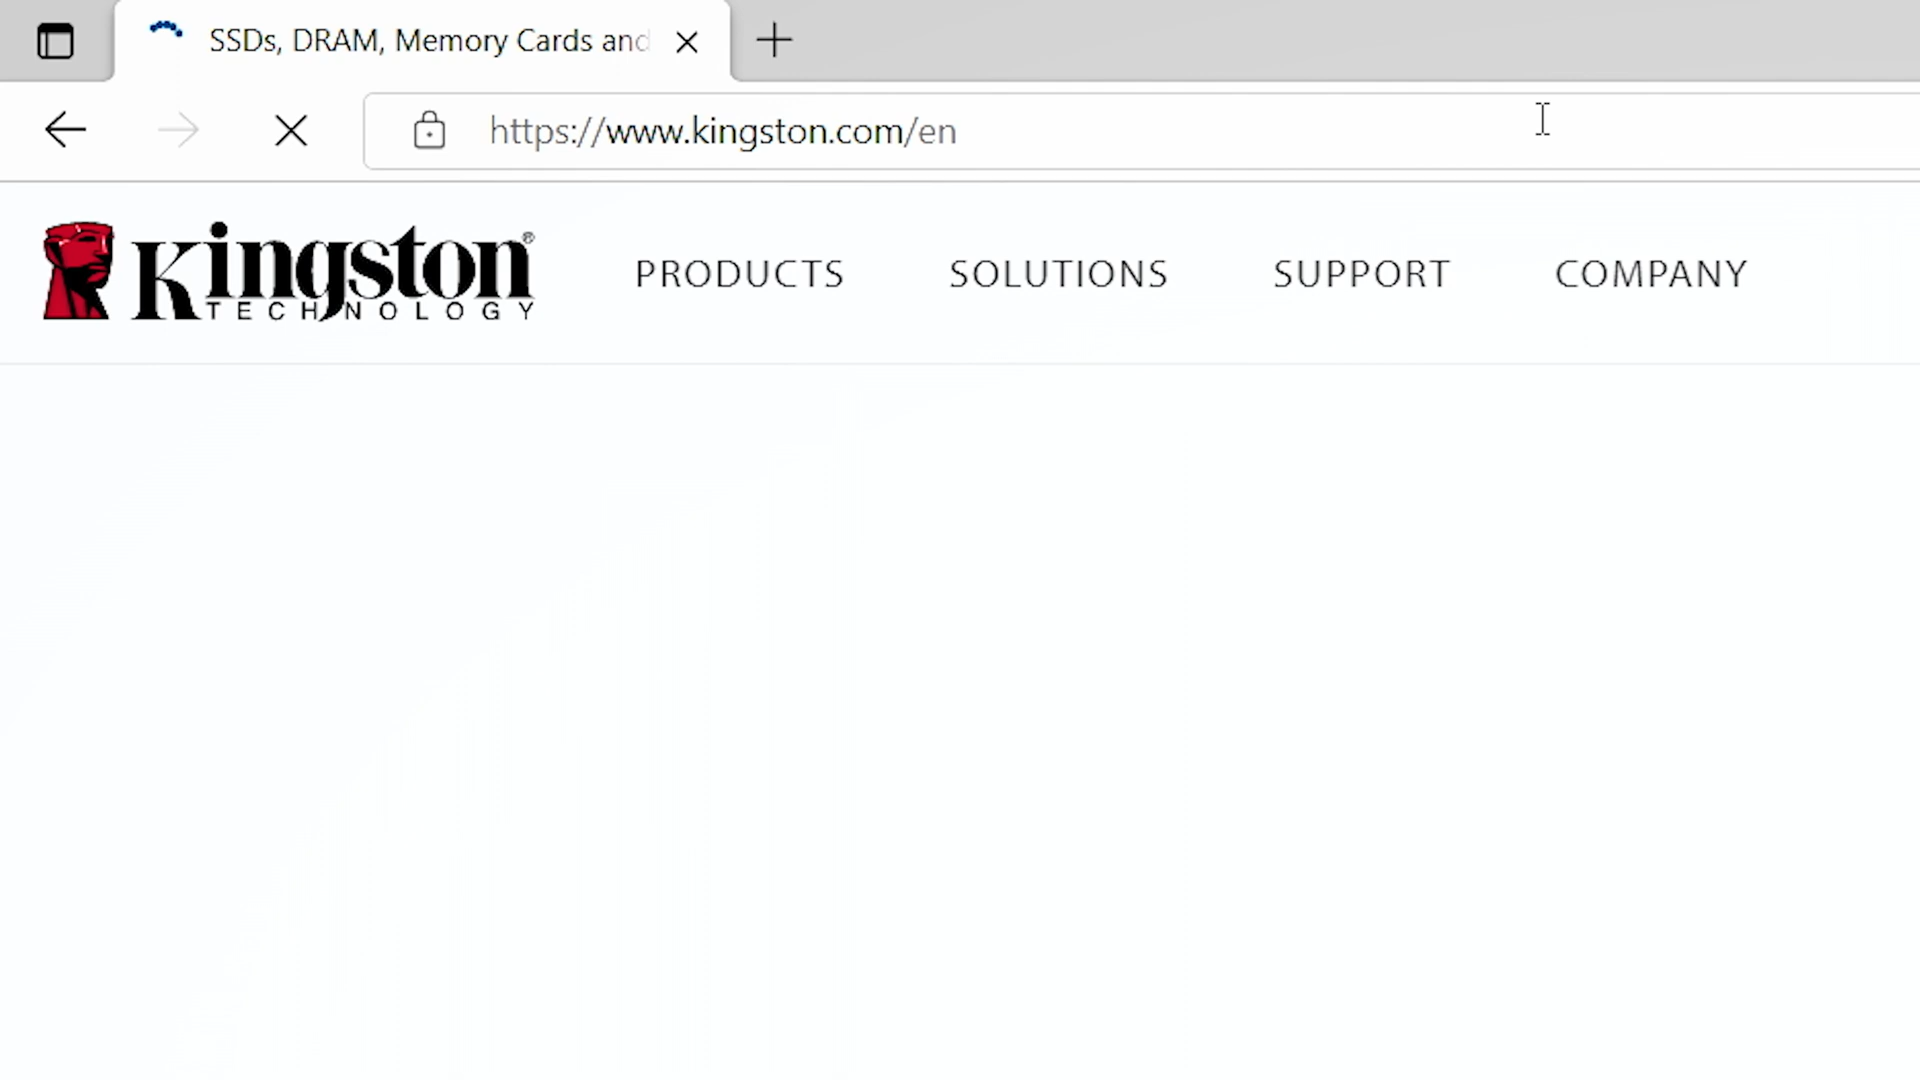 SSDs, DRAM, Memory Cards and
https://www.kingston.com/en
Kingston®
TECHNOLOGY
PRODUCTS
SOLUTIONS
SUPPORT
COMPANY